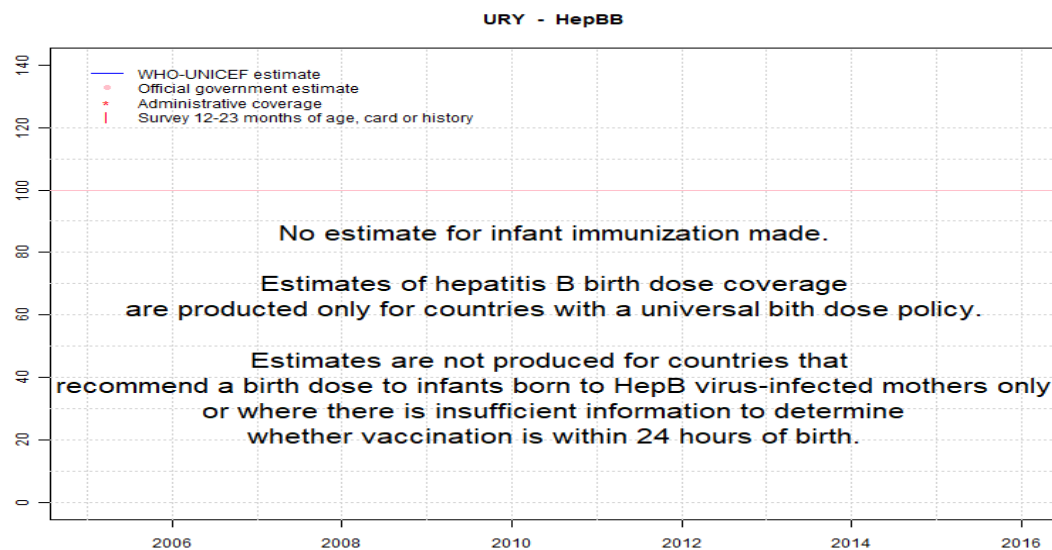 URY - HepBB
WHO-UNICEF estimate
Official government estimate
Administrative coverage
Survey 12-23 months of age, card or history
140
120
100
80
60
40
20
0
No estimate for infant immunization made.
Estimates of hepatitis B birth dose coverage
are producted only for countries with a universal bith dose policy.
Estimates are not produced for countries that
recommend a birth dose to infants born to HepB virus-infected mothers only
or where there is insufficient information to determine
whether vaccination is within 24 hours of birth.
2006 2008 2010 2012 2014 2016